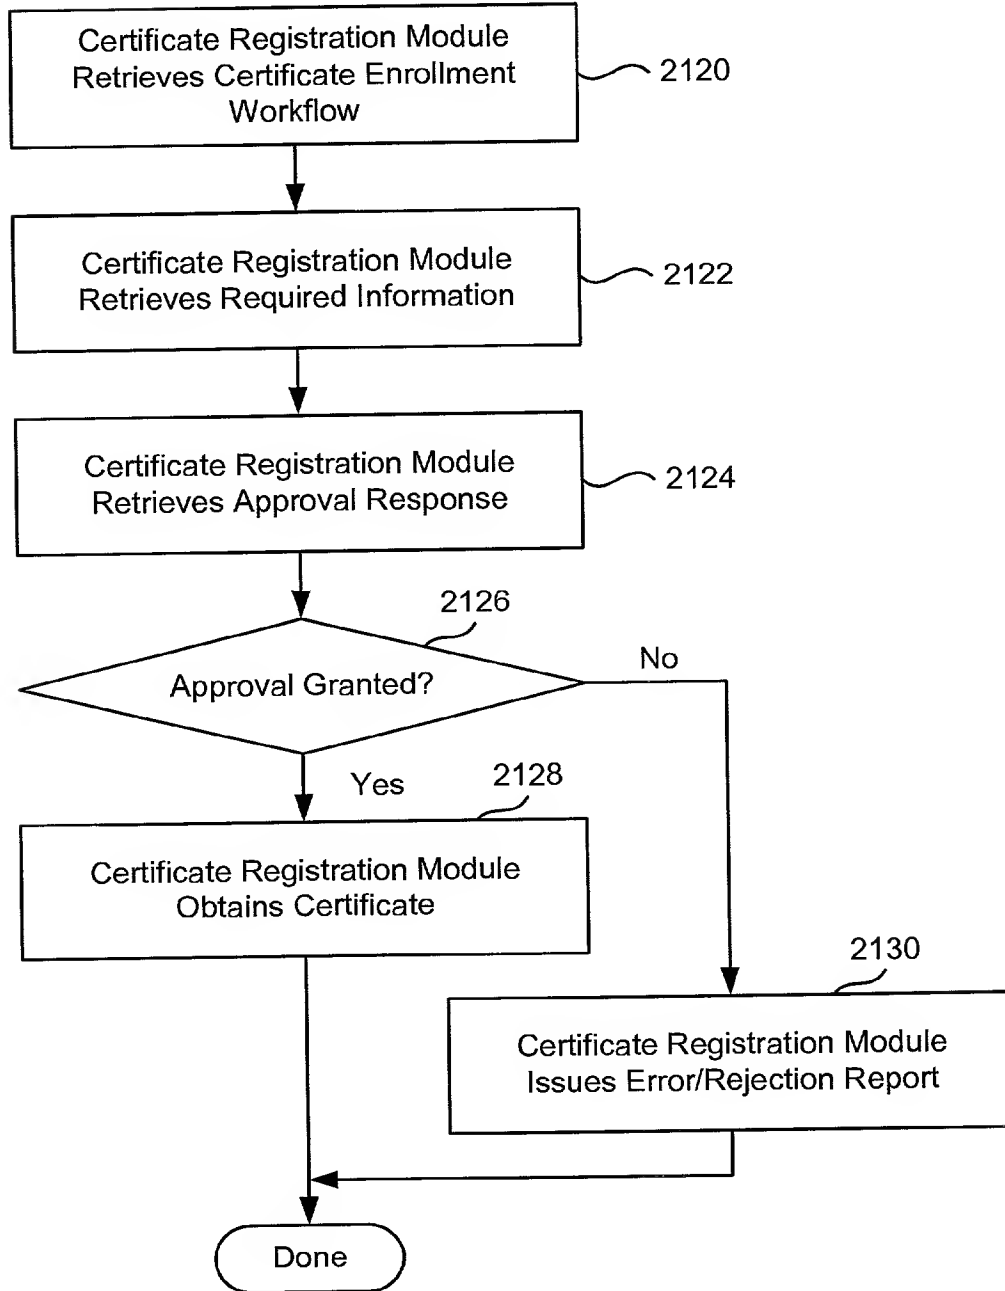 Certificate Registration Module
Retrieves Certificate Enrollment
Workflow
2120
Certificate Registration Module
Retrieves Required Information
2122
Certificate Registration Module
Retrieves Approval Response
2124
2126
Approval Granted?
No
Yes
2128
Certificate Registration Module
Obtains Certificate
2130
Certificate Registration Module
Issues Error/Rejection Report
Done